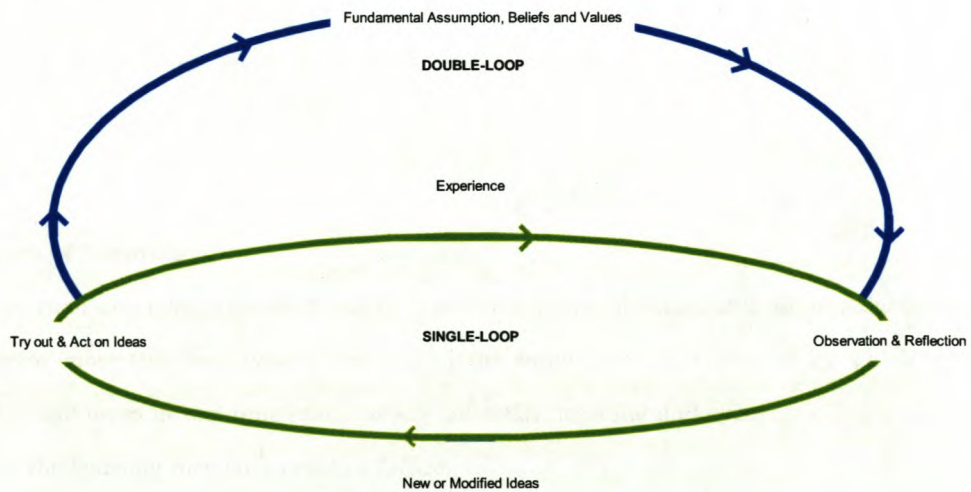 Fundamental Assumption, Beliefs and Values
DOUBLE-LOOP
Experience
Try out & Act on Ideas
SINGLE-LOOP
Observation & Reflection
New or Modified Ideas